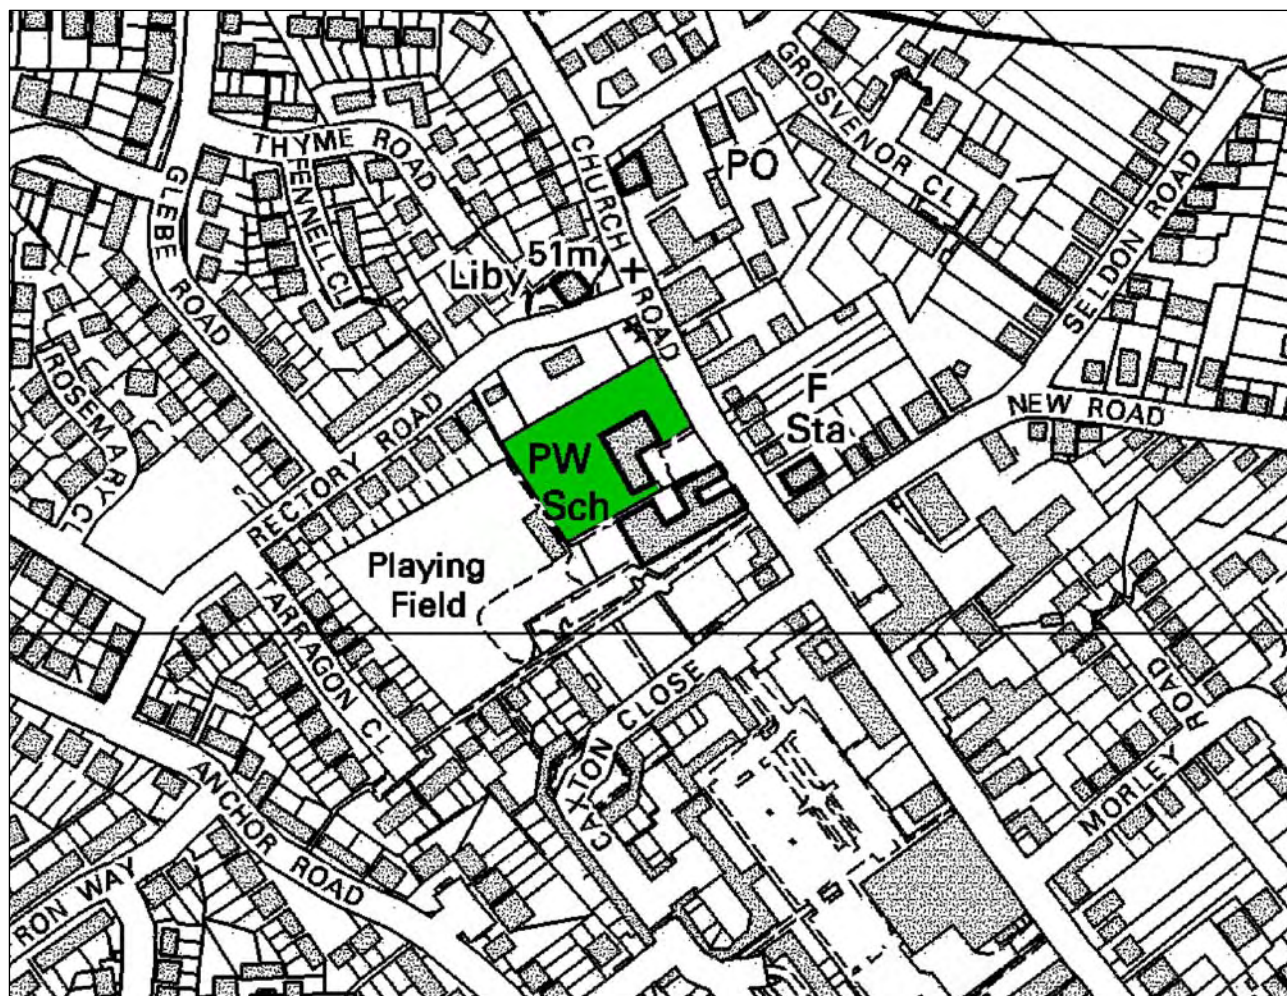 GROSVENOR CL
THYME ROAD
FENNELL CL
CHURCH ROAD
PO
GLEBE ROAD
SELDON ROAD
Liby
51m
ROSEMARY CL
RECTORY ROAD
F
Sta
NEW ROAD
PW
Sch
Playing
Field
TARRAGON CL
CAXTON CLOSE
MORLEY ROAD
ANCHOR ROAD
RON WAY